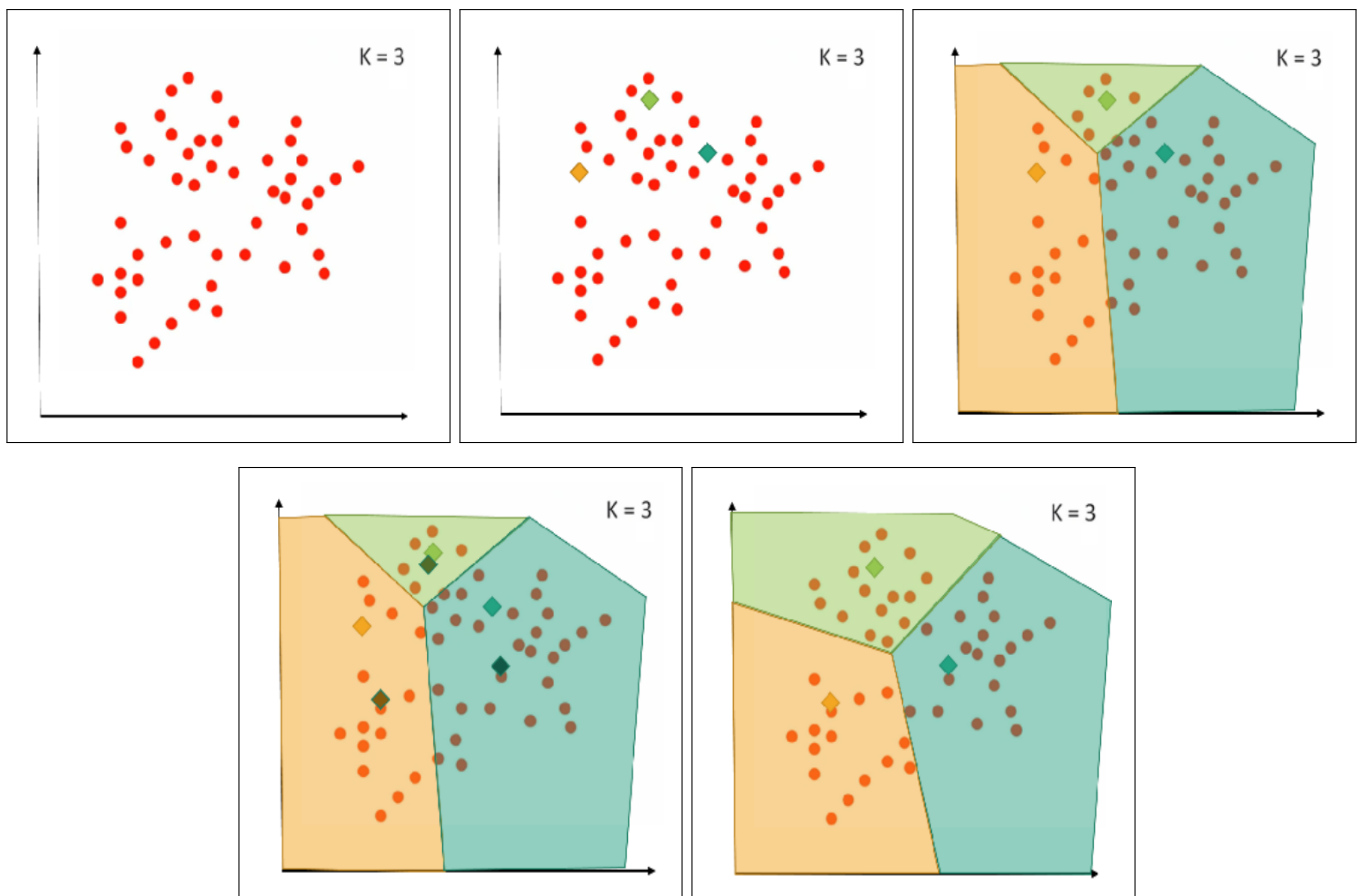 K = 3
K = 3
K = 3
K = 3
K = 3